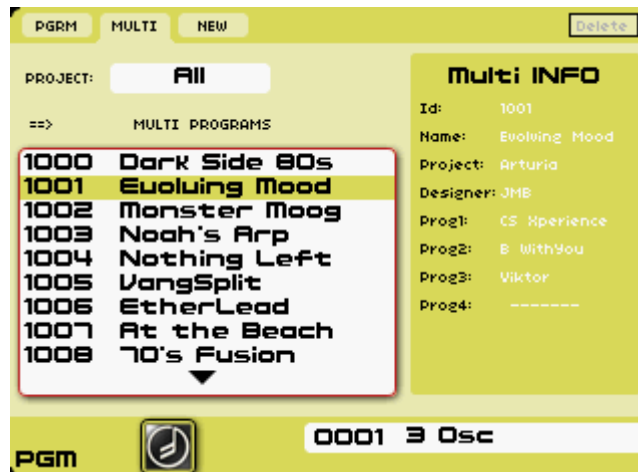 PGRM MULTI NEW Delete
PROJECT: All
==> MULTI PROGRAMS
1000 Dark Side 80s
1001 Evolving Mood
1002 Monster Moog
1003 Noah's Arp
1004 Nothing Left
1005 VangSplit
1006 EtherLead
1007 At the Beach
1008 70's Fusion
Multi INFO
Id: 1001
Name: Evolving Mood
Project: Arturia
Designer: JMB
Prog1: CS Xperience
Prog2: B WithYou
Prog3: Viktor
Prog4: -------
PGM 0001 3 Osc